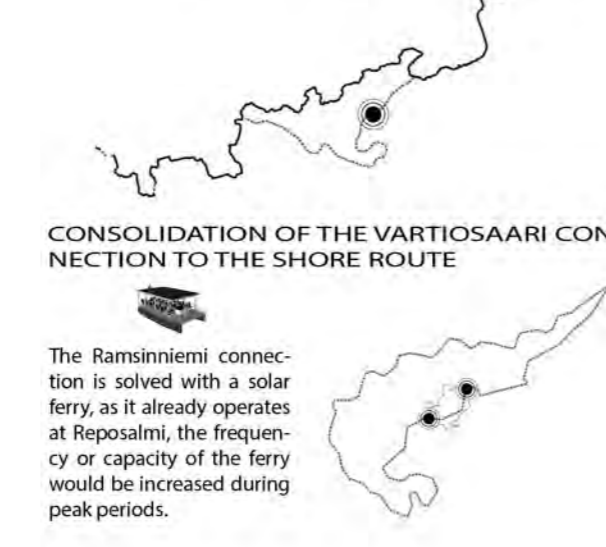 CONSOLIDATION OF THE VARTIOSAARI CON
NECTION TO THE SHORE ROUTE
The Ramsinniemi connec-
tion is solved with a solar
ferry, as it already operates
at Reposalmi, the frequen-
cy or capacity of the ferry
would be increased during
peak periods.